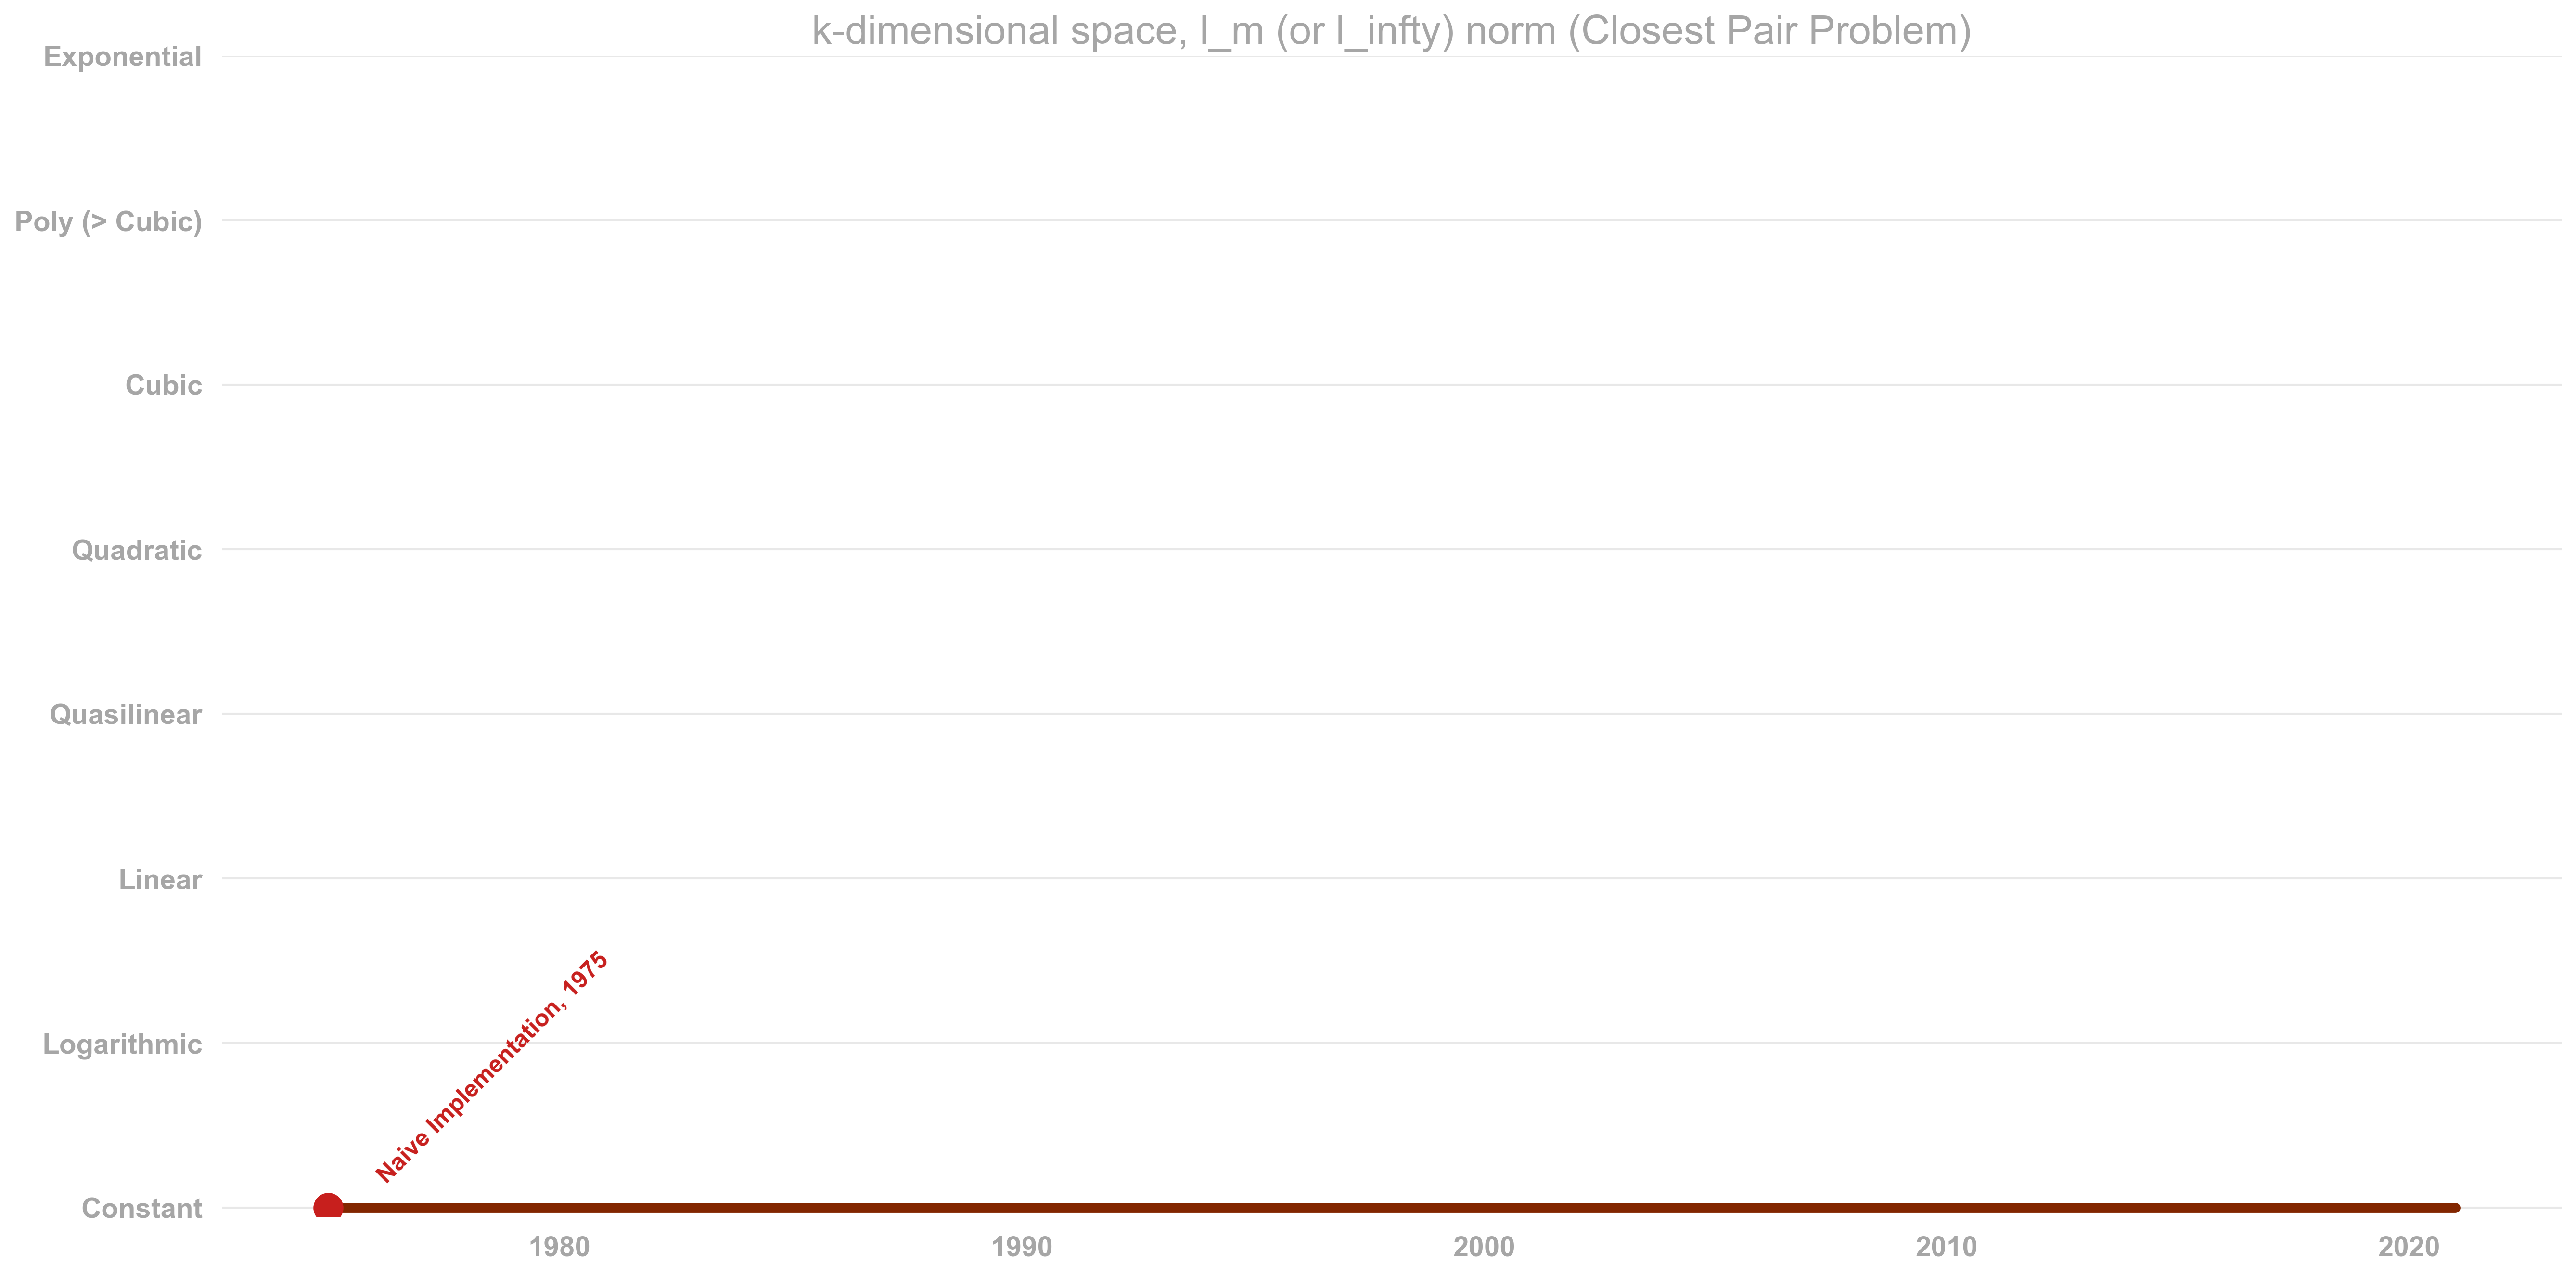 k-dimensional space, l_m (or l_infty) norm (Closest Pair Problem)
Exponential
Poly (> Cubic)
Cubic
Quadratic
Quasilinear
Linear
Logarithmic
Constant
Naive Implementation, 1975
1980
1990
2000
2010
2020